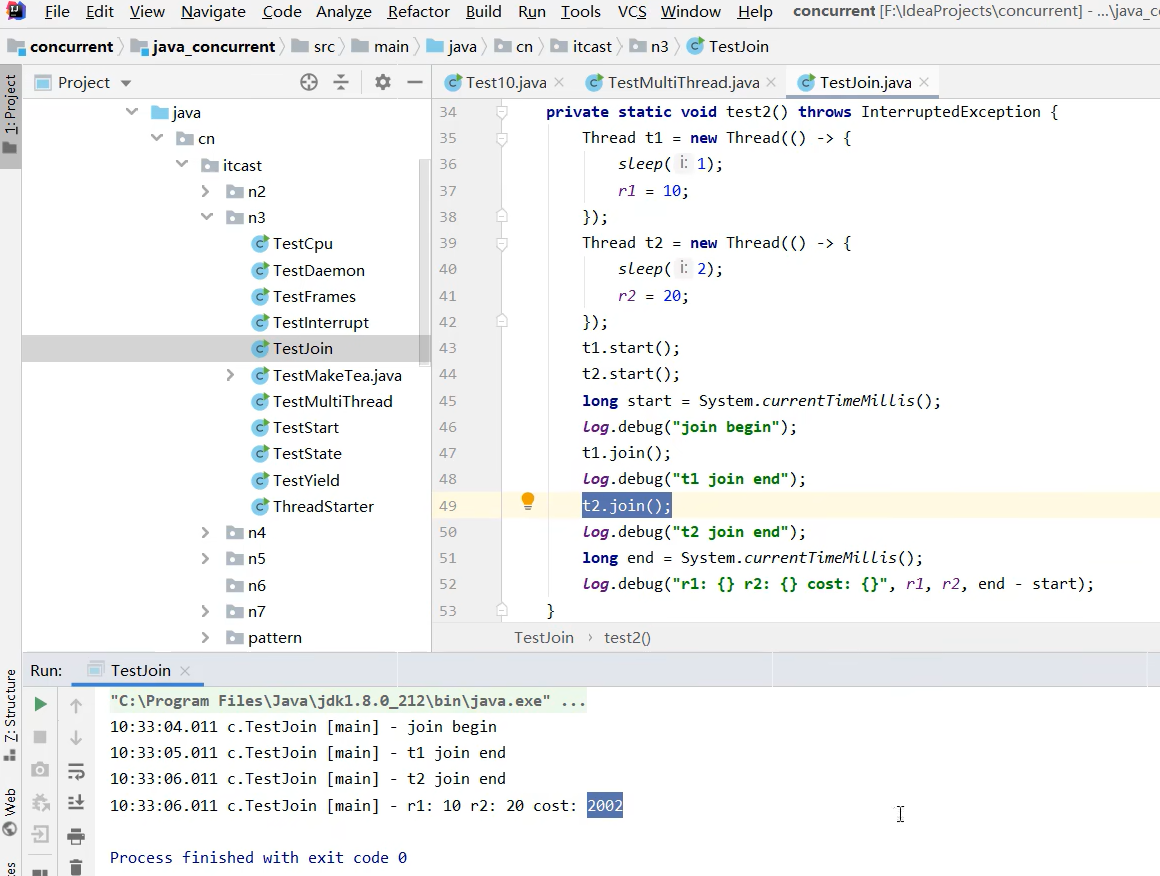 File Edit View Navigate Code Analyze Refactor Build Run Tools VCS Window Help concurrent [F:\IdeaProjects\concurrent] - ...\java_c
concurrent java_concurrent src main java cn itcast n3 TestJoin
1: Project
Project
java
cn
itcast
n2
n3
TestCpu
TestDaemon
TestFrames
TestInterrupt
TestJoin
TestMakeTea.java
TestMultiThread
TestStart
TestState
TestYield
ThreadStarter
n4
n5
n6
n7
pattern
Test10.java TestMultiThread.java TestJoin.java
34 private static void test2() throws InterruptedException {
35 Thread t1 = new Thread(() -> {
36 sleep( i: 1);
37 r1 = 10;
38 });
39 Thread t2 = new Thread(() -> {
40 sleep( i: 2);
41 r2 = 20;
42 });
43 t1.start();
44 t2.start();
45 long start = System.currentTimeMillis();
46 log.debug("join begin");
47 t1.join();
48 log.debug("t1 join end");
49 t2.join();
50 log.debug("t2 join end");
51 long end = System.currentTimeMillis();
52 log.debug("r1: {} r2: {} cost: {}", r1, r2, end - start);
53 }
TestJoin › test2()
Run: TestJoin
Z: Structure
Web
"C:\Program Files\Java\jdk1.8.0_212\bin\java.exe" ...
10:33:04.011 c.TestJoin [main] - join begin
10:33:05.011 c.TestJoin [main] - t1 join end
10:33:06.011 c.TestJoin [main] - t2 join end
10:33:06.011 c.TestJoin [main] - r1: 10 r2: 20 cost: 2002
Process finished with exit code 0